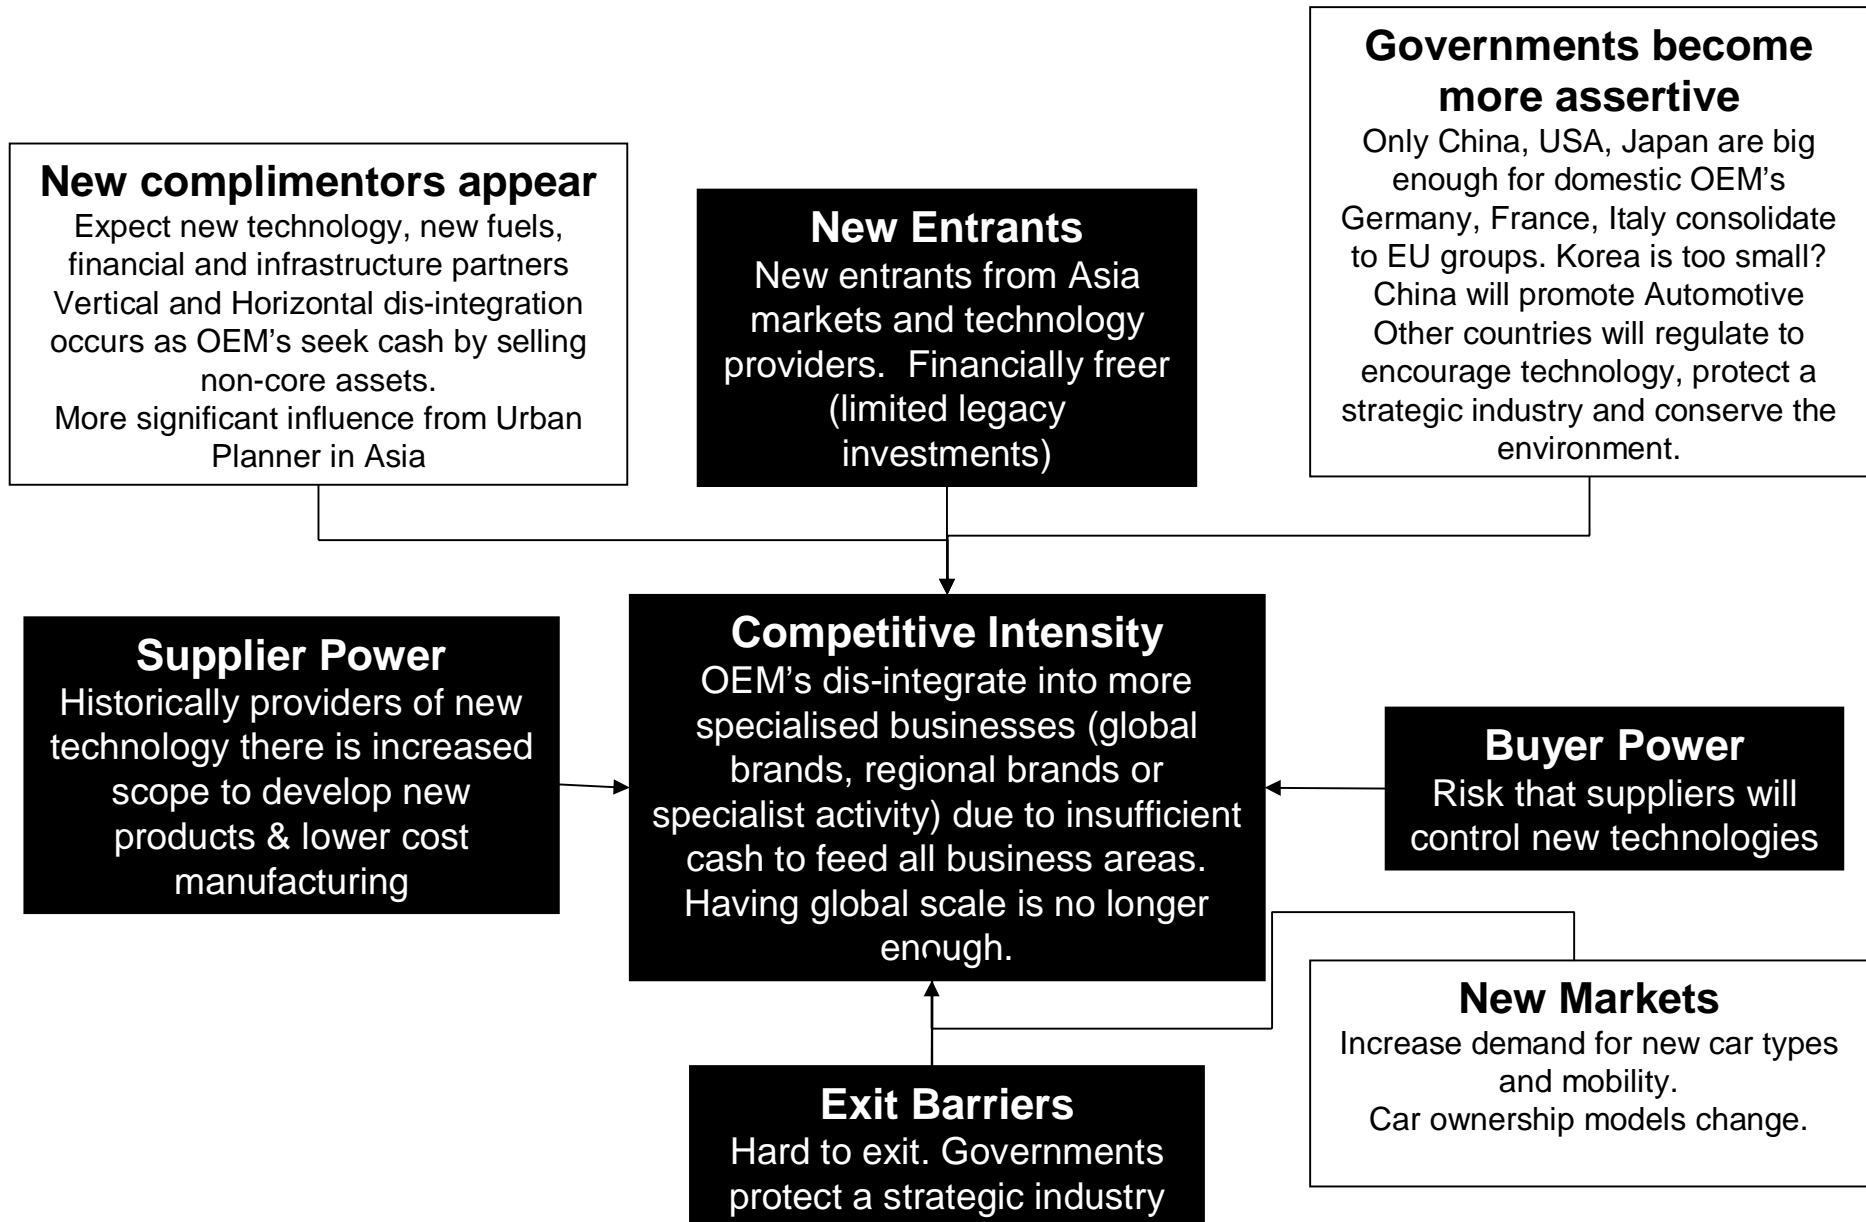 Governments become
more assertive
Only China, USA, Japan are big
enough for domestic OEM's
Germany, France, Italy consolidate
to EU groups. Korea is too small?
China will promote Automotive
Other countries will regulate to
encourage technology, protect a
strategic industry and conserve the
environment.
New complimentors appear
Expect new technology, new fuels,
financial and infrastructure partners
Vertical and Horizontal dis-integration
occurs as OEM's seek cash by selling
non-core assets.
More significant influence from Urban
Planner in Asia
New Entrants
New entrants from Asia
markets and technology
providers.  Financially freer
(limited legacy
investments)
Supplier Power
Historically providers of new
technology there is increased
scope to develop new
products & lower cost
manufacturing
Competitive Intensity
OEM's dis-integrate into more
specialised businesses (global
brands, regional brands or
specialist activity) due to insufficient
cash to feed all business areas.
Having global scale is no longer
enough.
Buyer Power
Risk that suppliers will
control new technologies
New Markets
Increase demand for new car types
and mobility.
Car ownership models change.
Exit Barriers
Hard to exit. Governments
protect a strategic industry